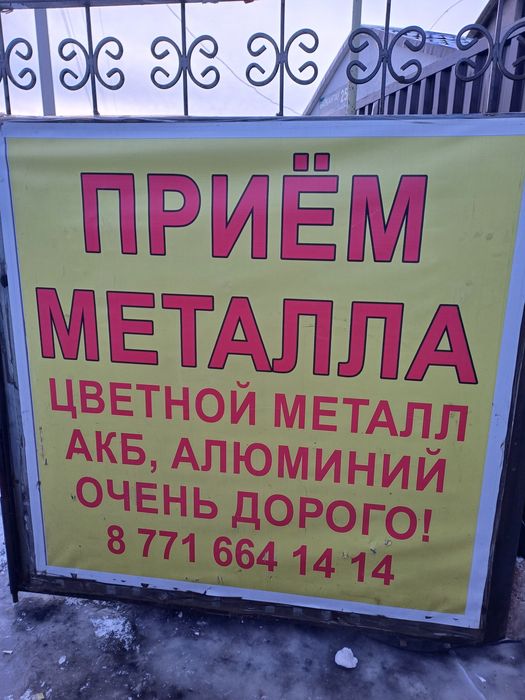 ПРИЁМ
МЕТАЛЛА
ЦВЕТНОЙ МЕТАЛЛ
АКБ, АЛЮМИНИЙ
ОЧЕНЬ ДОРОГО!
8 771 664 14 14